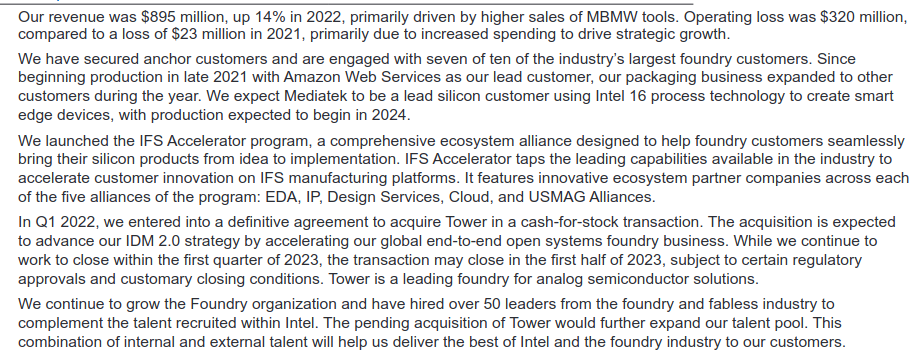 Our revenue was $895 million, up 14% in 2022, primarily driven by higher sales of MBMW tools. Operating loss was $320 million,
compared to a loss of $23 million in 2021, primarily due to increased spending to drive strategic growth.
We have secured anchor customers and are engaged with seven of ten of the industry's largest foundry customers. Since
beginning production in late 2021 with Amazon Web Services as our lead customer, our packaging business expanded to other
customers during the year. We expect Mediatek to be a lead silicon customer using Intel 16 process technology to create smart
edge devices, with production expected to begin in 2024.
We launched the IFS Accelerator program, a comprehensive ecosystem alliance designed to help foundry customers seamlessly
bring their silicon products from idea to implementation. IFS Accelerator taps the leading capabilities available in the industry to
accelerate customer innovation on IFS manufacturing platforms. It features innovative ecosystem partner companies across each
of the five alliances of the program: EDA, IP, Design Services, Cloud, and USMAG Alliances.
In Q1 2022, we entered into a definitive agreement to acquire Tower in a cash-for-stock transaction. The acquisition is expected
to advance our IDM 2.0 strategy by accelerating our global end-to-end open systems foundry business. While we continue to
work to close within the first quarter of 2023, the transaction may close in the first half of 2023, subject to certain regulatory
approvals and customary closing conditions. Tower is a leading foundry for analog semiconductor solutions.
We continue to grow the Foundry organization and have hired over 50 leaders from the foundry and fabless industry to
complement the talent recruited within Intel. The pending acquisition of Tower would further expand our talent pool. This
combination of internal and external talent will help us deliver the best of Intel and the foundry industry to our customers.